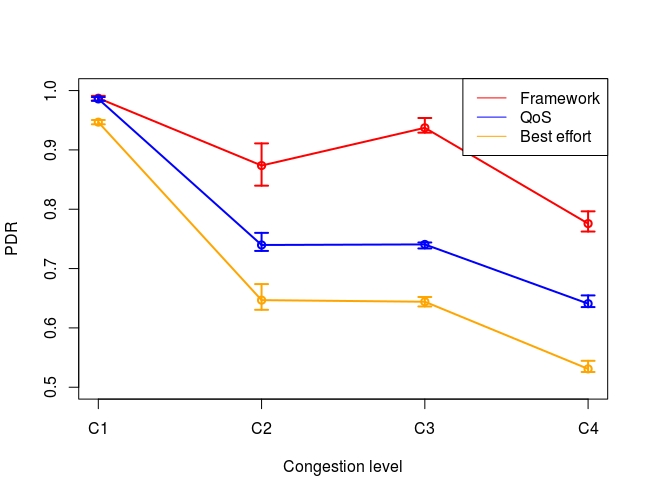 Framework
QoS
Best effort
PDR
1.0
0.9
0.8
0.7
0.6
0.5
C1 C2 C3 C4
Congestion level